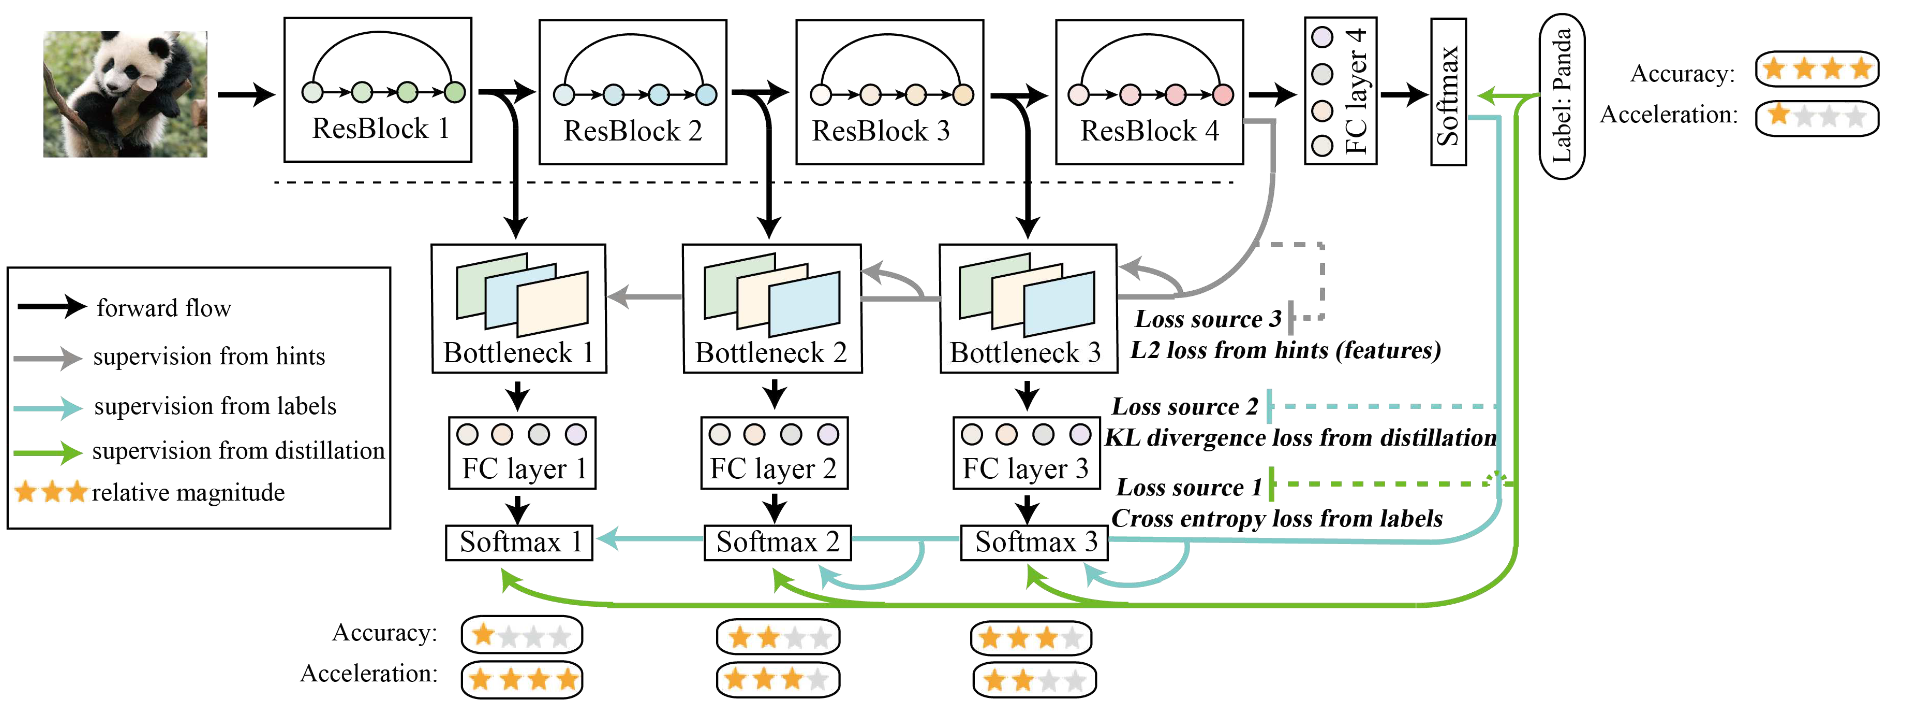 ResBlock 1
ResBlock 2
ResBlock 3
ResBlock 4
FC layer 4
Softmax
Label: Panda
Accuracy:
Acceleration:
forward flow
supervision from hints
supervision from labels
supervision from distillation
relative magnitude
Bottleneck 1
Bottleneck 2
Bottleneck 3
Loss source 3
L2 loss from hints (features)
Loss source 2
KL divergence loss from distillation
Loss source 1
Cross entropy loss from labels
FC layer 1
FC layer 2
FC layer 3
Softmax 1
Softmax 2
Softmax 3
Accuracy:
Acceleration: